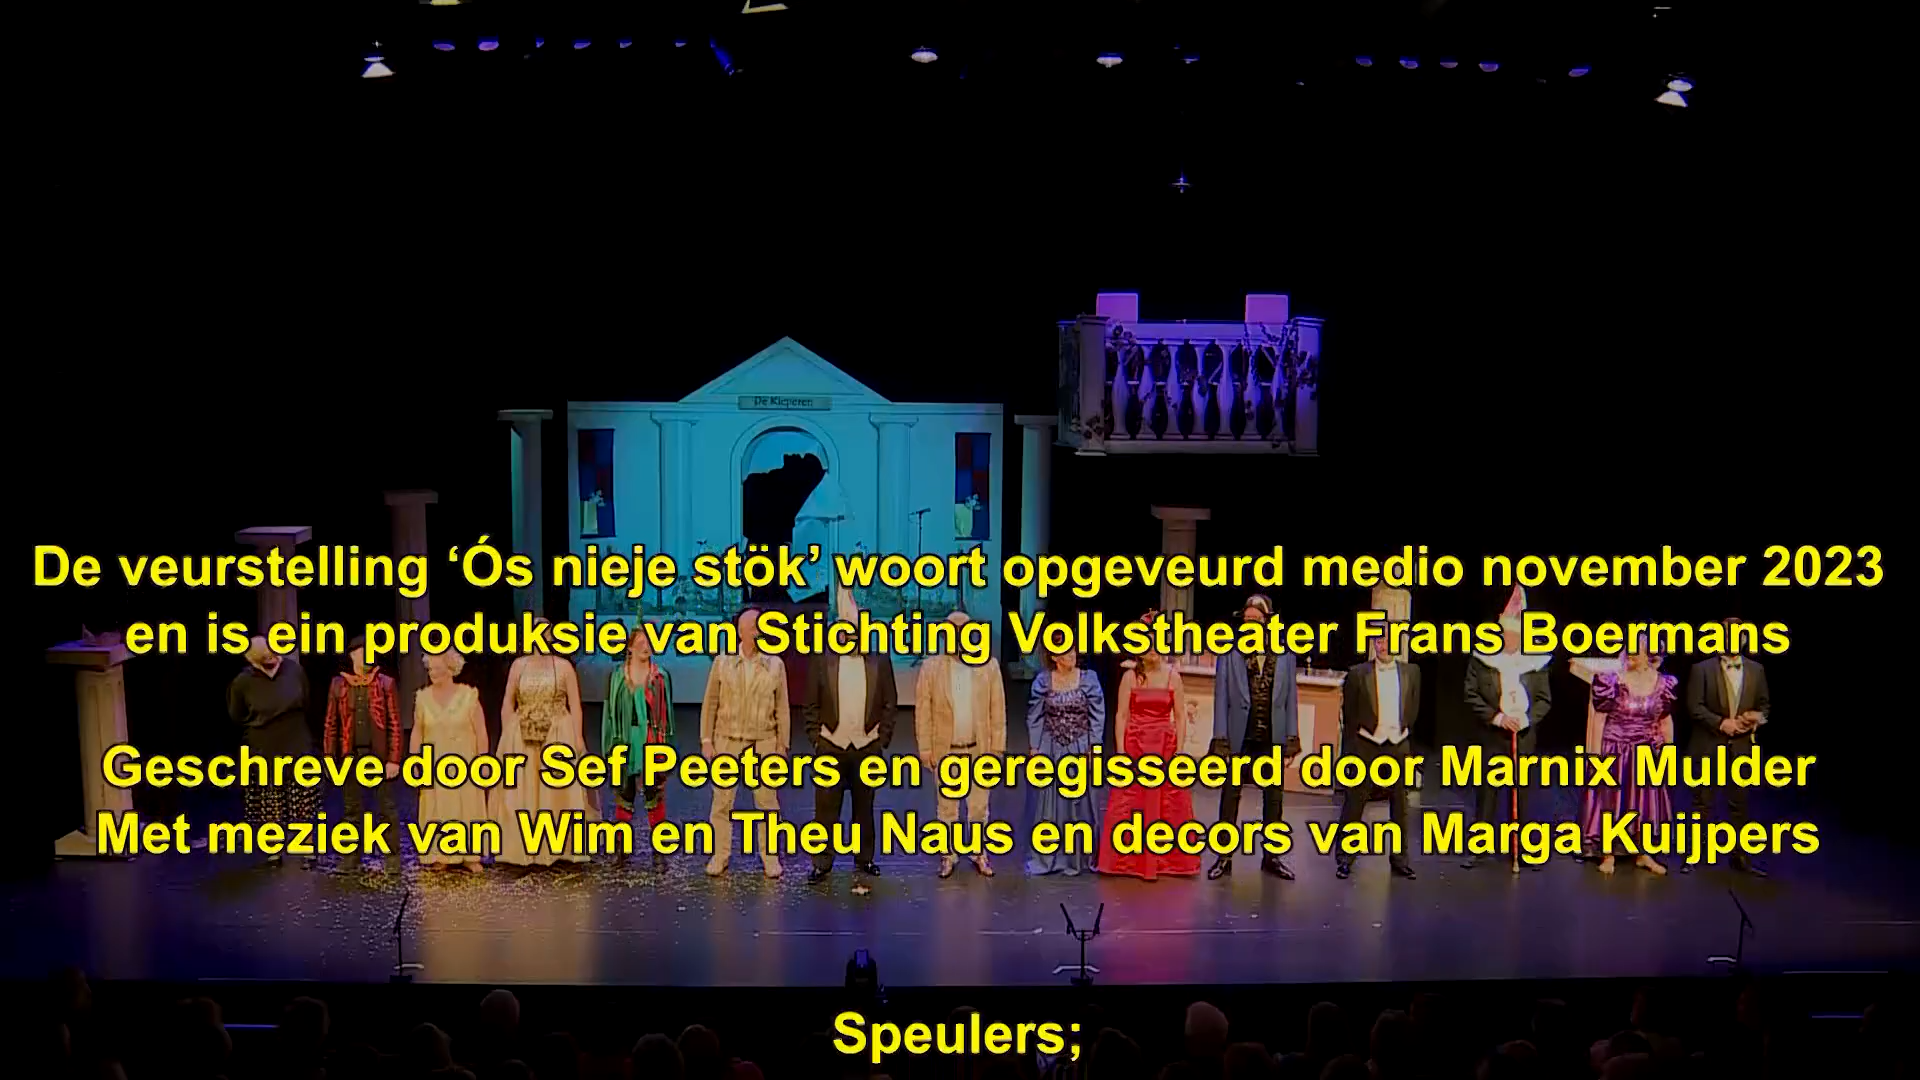 De Kleperen
De veurstelling ‘Ós nieje stök’ woort opgeveurd medio november 2023
en is ein produksie van Stichting Volkstheater Frans Boermans
Geschreve door Sef Peeters en geregisseerd door Marnix Mulder
Met meziek van Wim en Theu Naus en decors van Marga Kuijpers
Speulers;